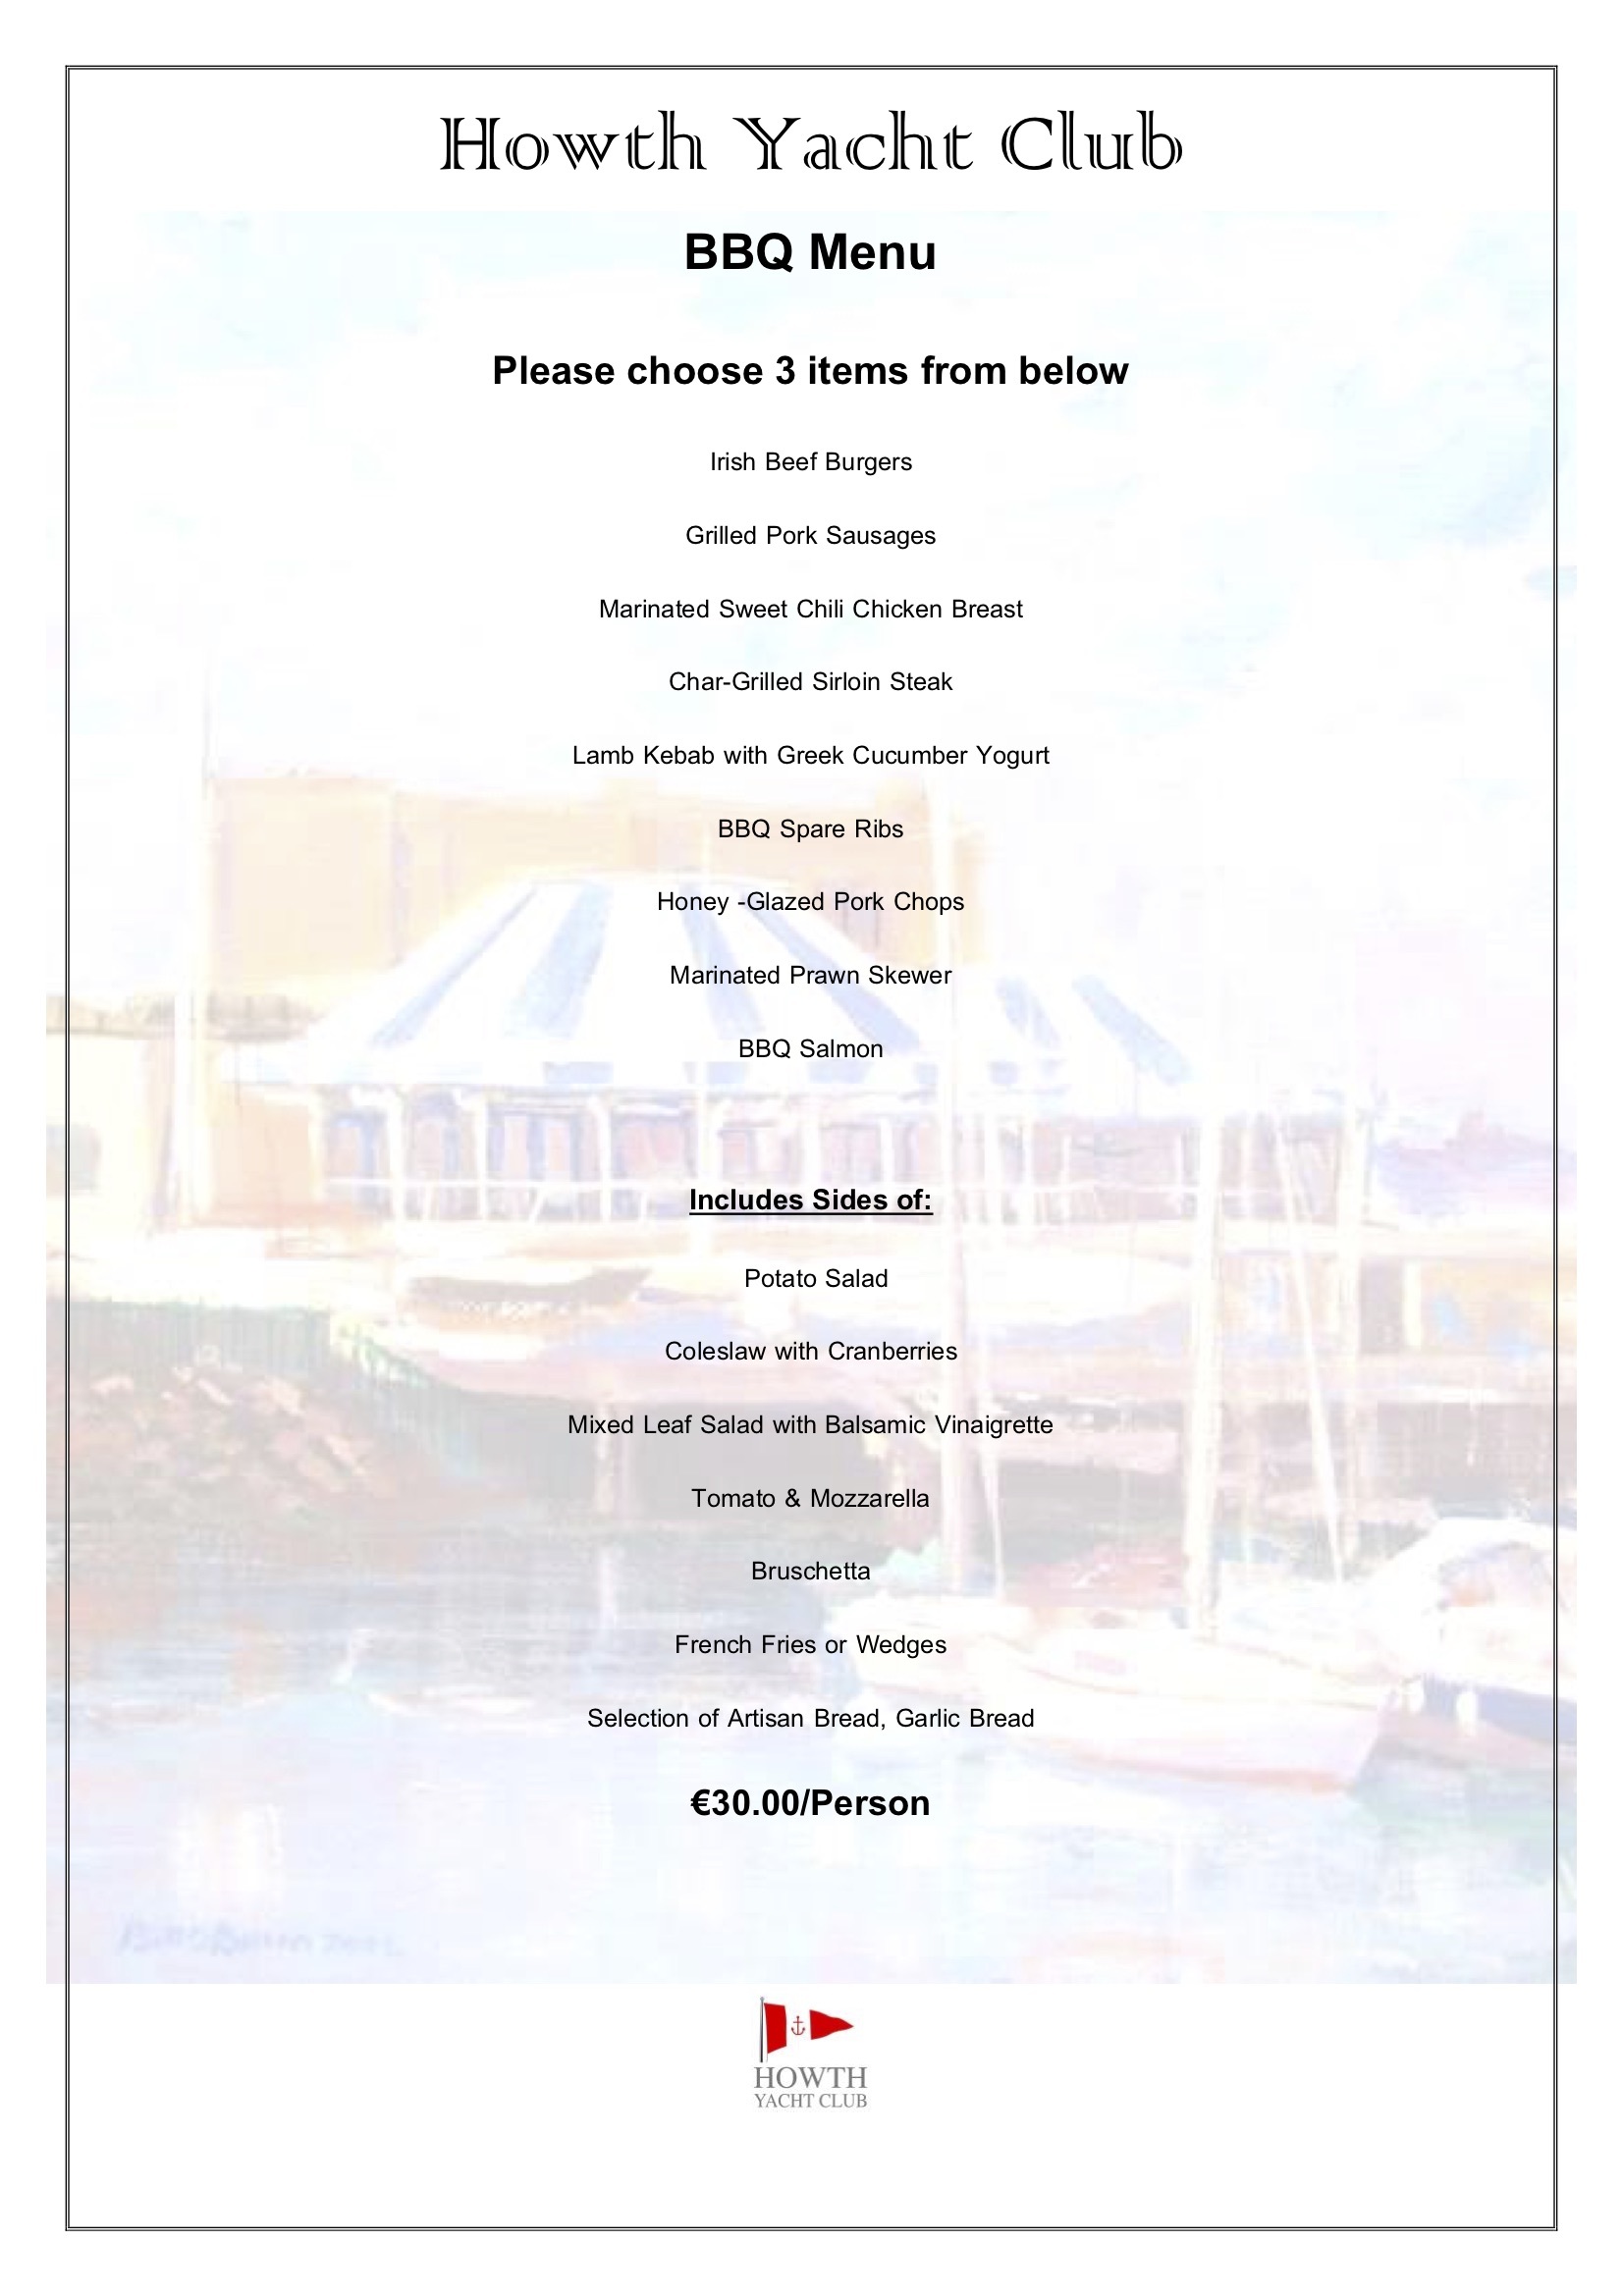 Howth Yacht Club
BBQ Menu
Please choose 3 items from below
Irish Beef Burgers
Grilled Pork Sausages
Marinated Sweet Chili Chicken Breast
Char-Grilled Sirloin Steak
Lamb Kebab with Greek Cucumber Yogurt
BBQ Spare Ribs
Honey -Glazed Pork Chops
Marinated Prawn Skewer
BBQ Salmon
Includes Sides of:
Potato Salad
Coleslaw with Cranberries
Mixed Leaf Salad with Balsamic Vinaigrette
Tomato & Mozzarella
Bruschetta
French Fries or Wedges
Selection of Artisan Bread, Garlic Bread
€30.00/Person
HOWTH
YACHT CLUB